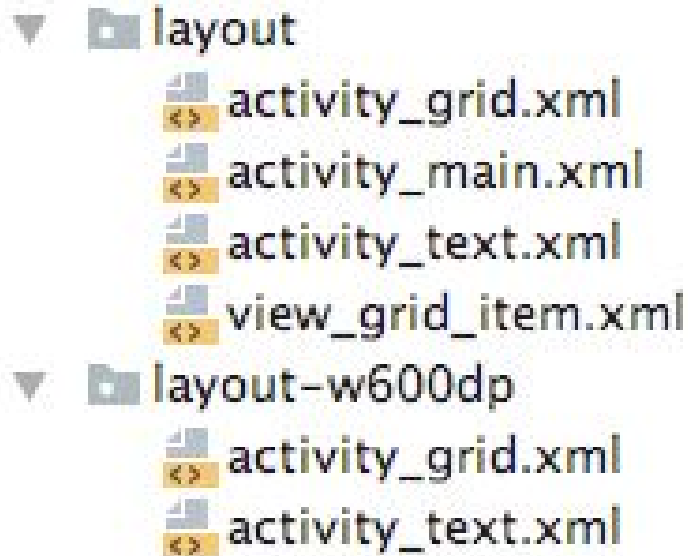 layout
activity_grid.xml
activity_main.xml
activity_text.xml
view_grid_item.xml
layout-w600dp
activity_grid.xml
activity_text.xml